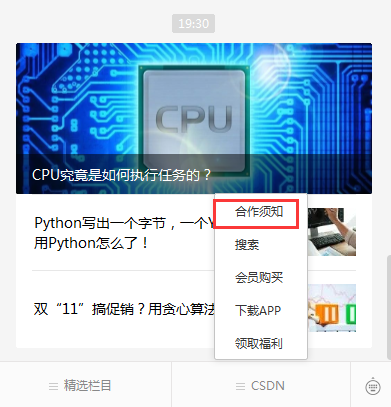 19:30
CPU
CPU究竟是如何执行任务的？
Python写出一个字节，一个
用Python怎么了！
双“11”搞促销？用贪心算法
合作须知
搜索
会员购买
下载APP
领取福利
精选栏目
CSDN